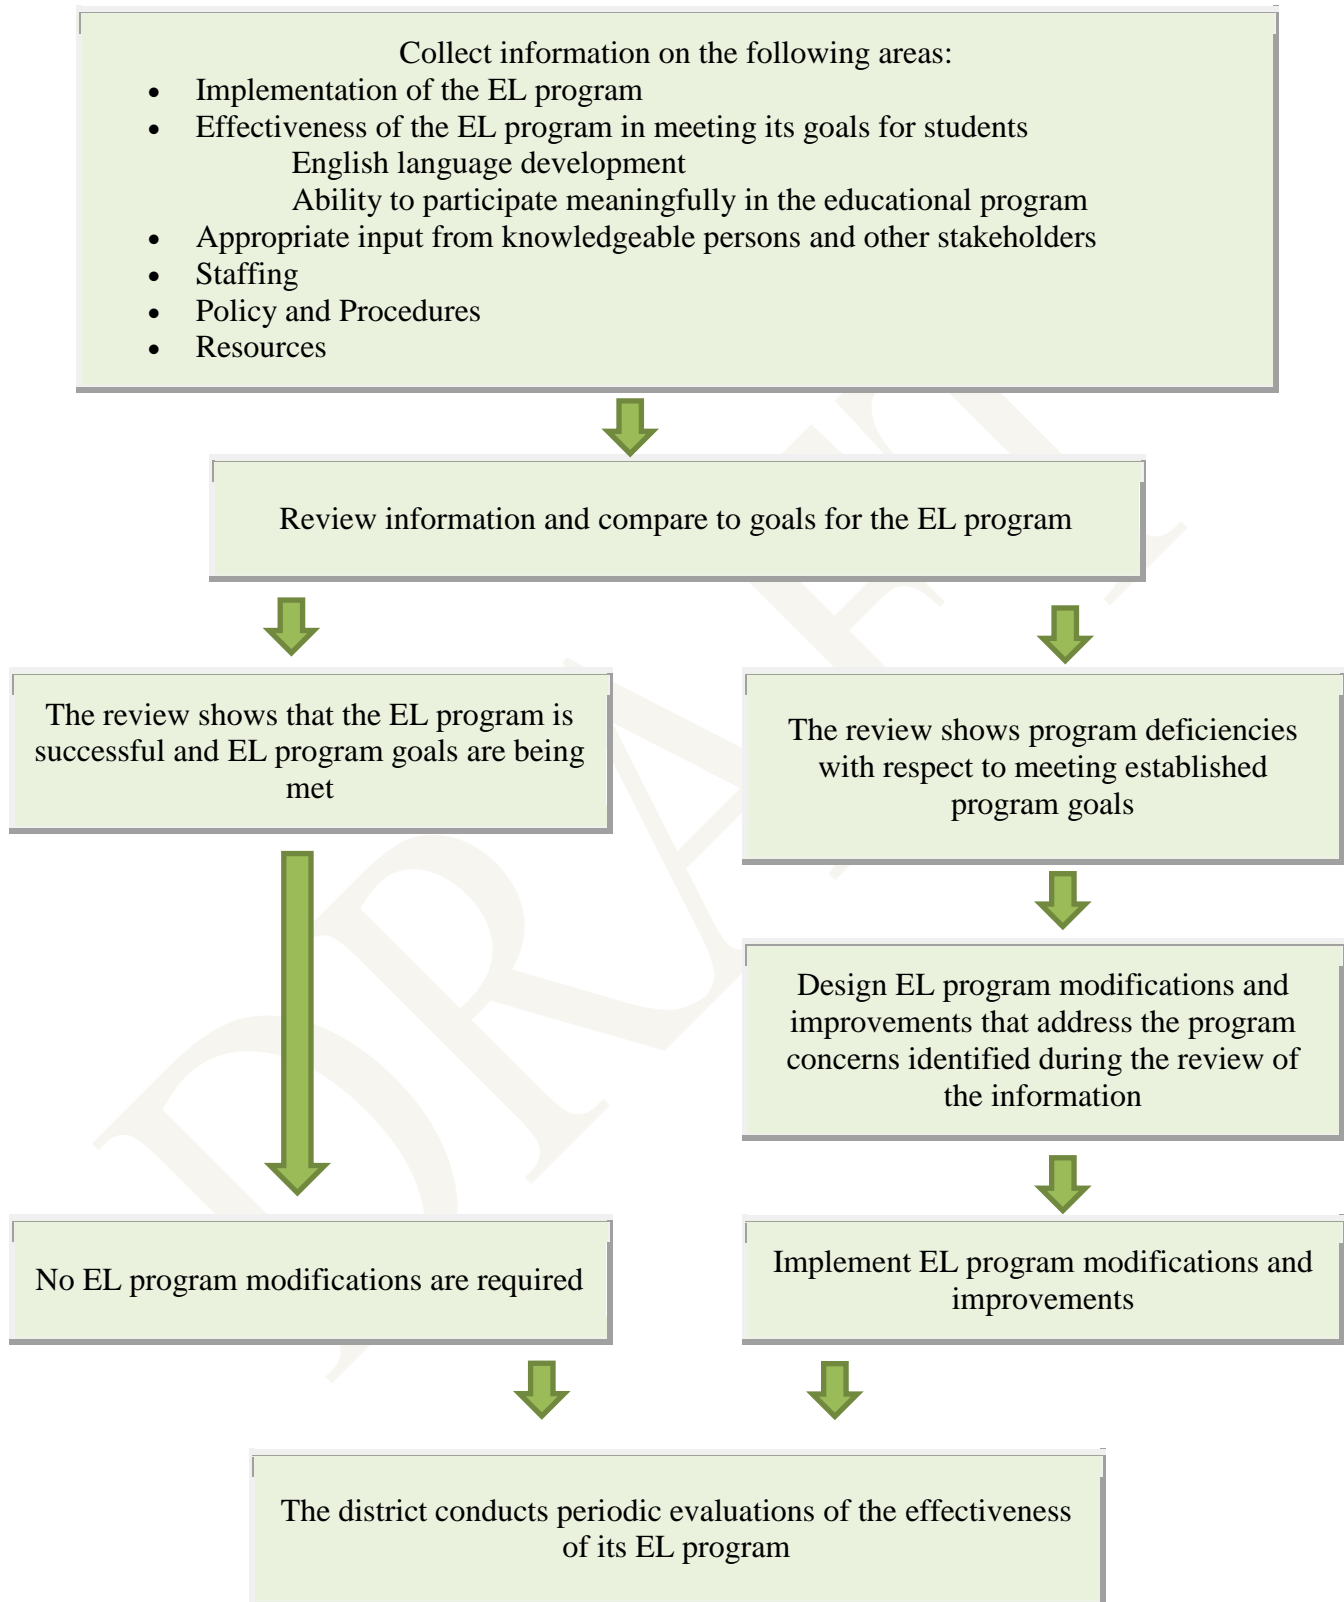 Collect information on the following areas:
• Implementation of the EL program
• Effectiveness of the EL program in meeting its goals for students
English language development
Ability to participate meaningfully in the educational program
• Appropriate input from knowledgeable persons and other stakeholders
• Staffing
• Policy and Procedures
• Resources
Review information and compare to goals for the EL program
The review shows that the EL program is
successful and EL program goals are being
met
The review shows program deficiencies
with respect to meeting established
program goals
Design EL program modifications and
improvements that address the program
concerns identified during the review of
the information
No EL program modifications are required
Implement EL program modifications and
improvements
The district conducts periodic evaluations of the effectiveness
of its EL program
DRAFT